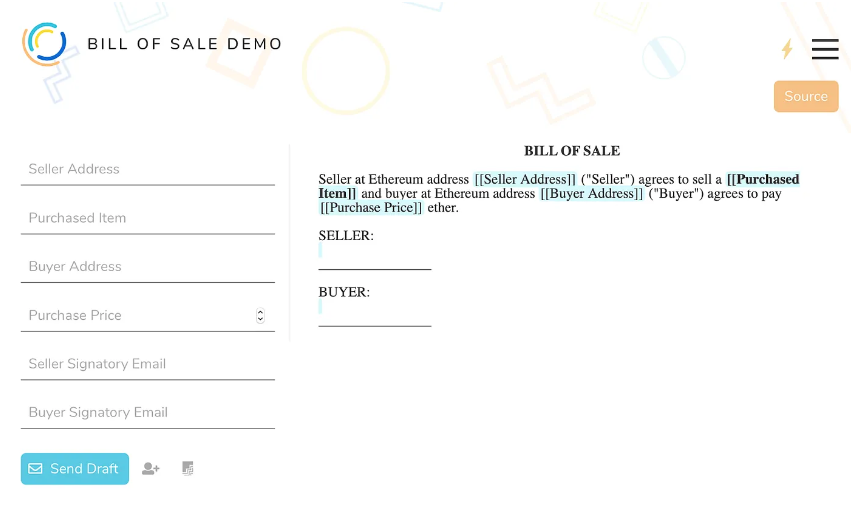 BILL OF SALE DEMO
Source
Seller Address
Purchased Item
Buyer Address
Purchase Price
Seller Signatory Email
Buyer Signatory Email
Send Draft
BILL OF SALE
Seller at Ethereum address [[Seller Address]] ("Seller") agrees to sell a [[Purchased
Item]] and buyer at Ethereum address [[Buyer Address]] ("Buyer") agrees to pay
[[Purchase Price]] ether.
SELLER:
BUYER: